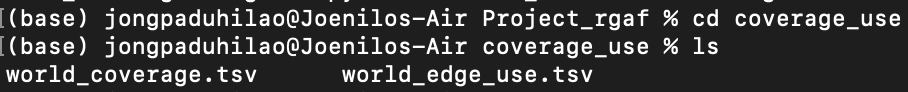 (base) jongpaduhilao@Joenilos-Air Project_rgaf % cd coverage_use
(base) jongpaduhilao@Joenilos-Air coverage_use % ls
world_coverage.tsv world_edge_use.tsv